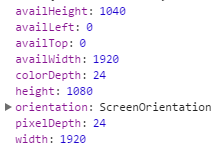 availHeight: 1040
availLeft: 0
availTop: 0
availWidth: 1920
colorDepth: 24
height: 1080
orientation: ScreenOrientation
pixelDepth: 24
width: 1920